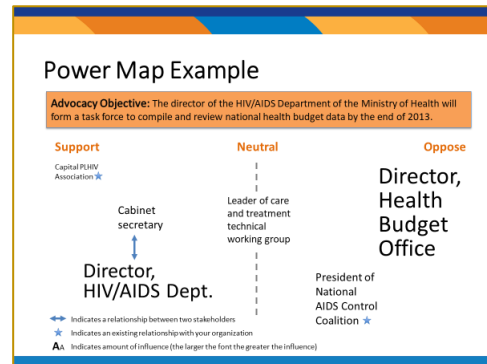 Power Map Example
Advocacy Objective: The director of the HIV/AIDS Department of the Ministry of Health will
form a task force to compile and review national health budget data by the end of 2013.
Support
Neutral
Oppose
Capital PLHIV
Association
Cabinet
secretary
Director,
HIV/AIDS Dept.
Leader of care
and treatment
technical
working group
Director,
Health
Budget
Office
President of
National
AIDS Control
Coalition
Indicates a relationship between two stakeholders
Indicates an existing relationship with your organization
AA Indicates amount of influence (the larger the font the greater the influence)